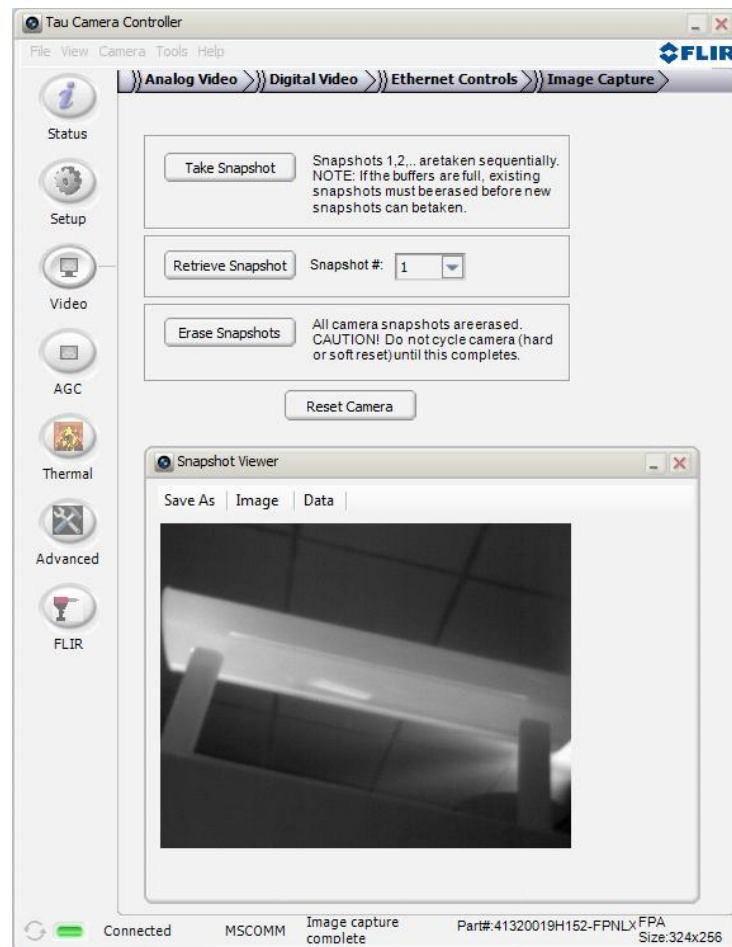 Tau Camera Controller
File View Camera Tools Help
FLIR
Analog Video
Digital Video
Ethernet Controls
Image Capture
Status
Setup
Video
AGC
Thermal
Advanced
FLIR
Take Snapshot
Snapshots 1,2,.. aretaken sequentially.
NOTE: If the buffers are full, existing
snapshots must beerased before new
snapshots can betaken.
Retrieve Snapshot
Snapshot #:
1
Erase Snapshots
All camera snapshots areerased.
CAUTION! Do not cycle camera (hard
or soft reset)until this completes.
Reset Camera
Snapshot Viewer
Save As
Image
Data
Connected
MSCOMM
Image capture
complete
Part#:41320019H152-FPNLX
FPA
Size:324x256